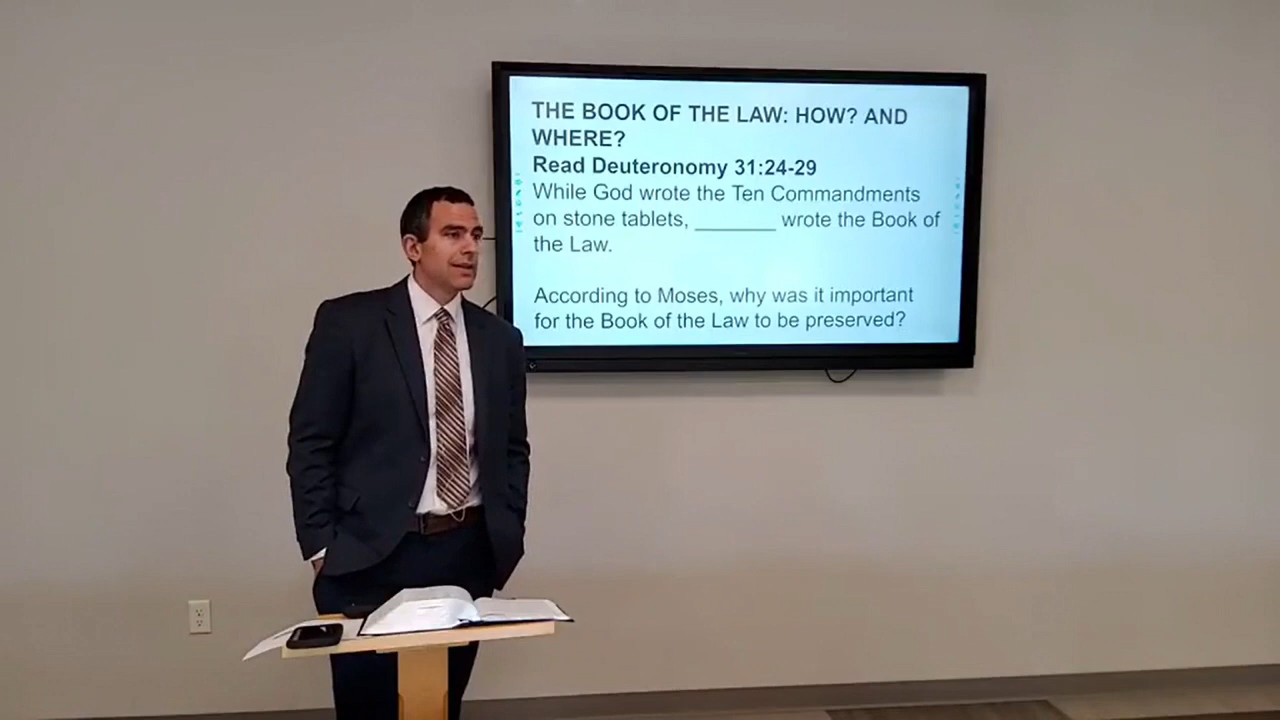 THE BOOK OF THE LAW: HOW? AND
WHERE?
Read Deuteronomy 31:24-29
While God wrote the Ten Commandments
on stone tablets, _______ wrote the Book of
the Law.
According to Moses, why was it important
for the Book of the Law to be preserved?